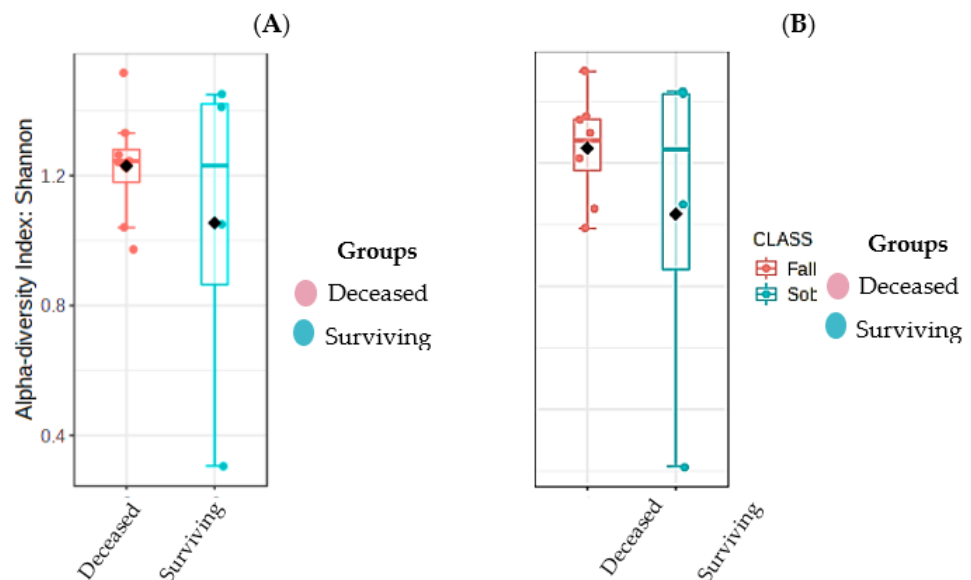 (A)
(B)
Alpha-diversity Index: Shannon
1.2
0.8
0.4
Groups
Deceased
Surviving
Deceased
Surviving
CLASS
Fall
Sob
Groups
Deceased
Surviving
Deceased
Surviving